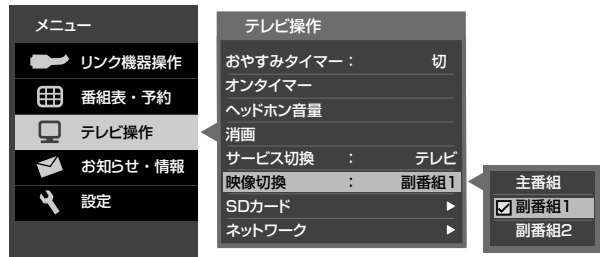 メニュー
リンク機器操作
番組表・予約
テレビ操作
お知らせ・情報
設定
テレビ操作
おやすみタイマー： 切
オンタイマー
ヘッドホン音量
消画
サービス切換 ： テレビ
映像切換 ： 副番組1
SDカード ▶
ネットワーク ▶
主番組
☑副番組1
副番組2